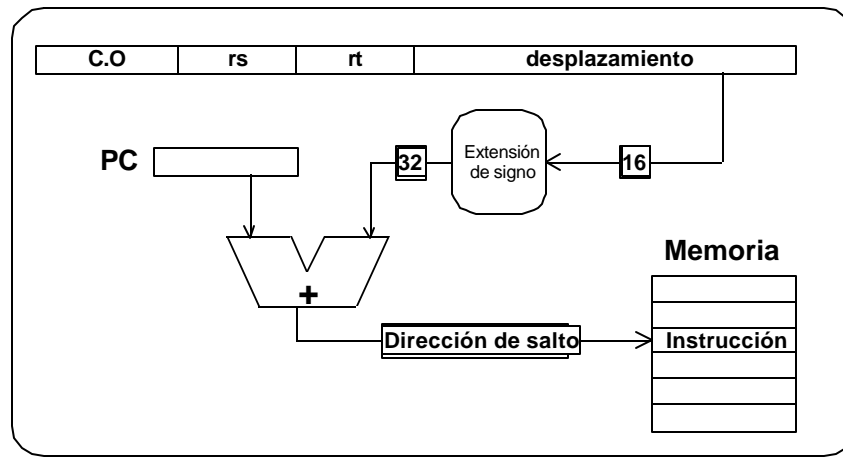 C.O rs rt desplazamiento
Extensión
de signo
PC 32 16
Memoria
+
Dirección de salto Instrucción